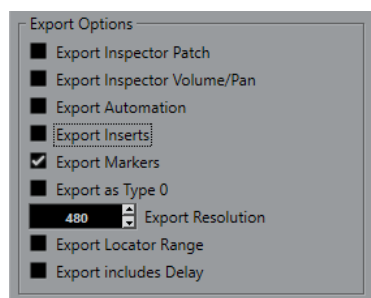 Export Options
Export Inspector Patch
Export Inspector Volume/Pan
Export Automation
Export Inserts
Export Markers
Export as Type 0
480 Export Resolution
Export Locator Range
Export includes Delay